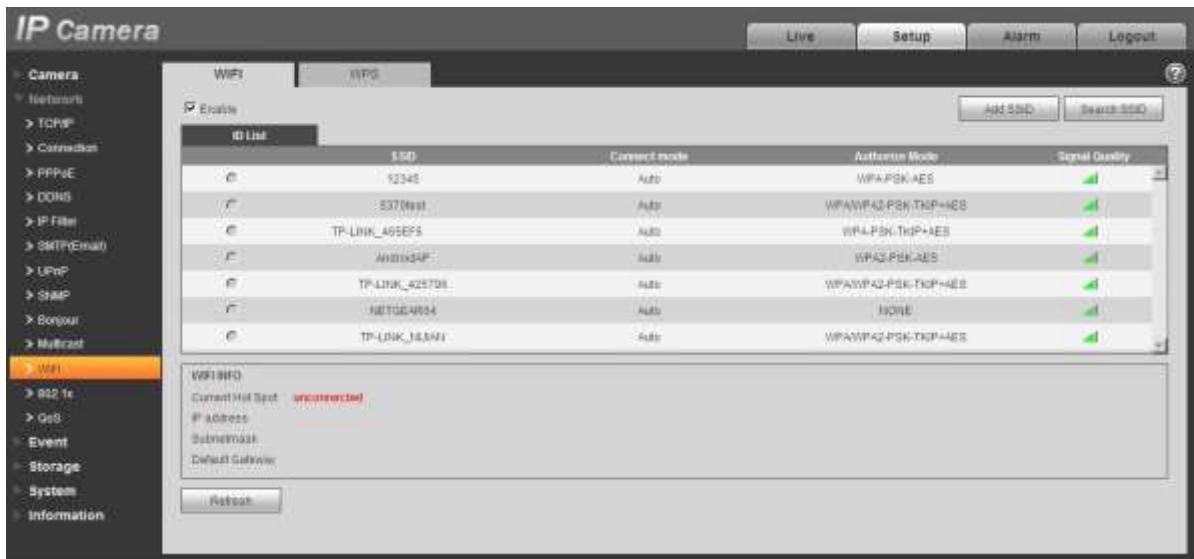 IP Camera
Live Setup Alarm Logout
Camera
Network
> TCP/IP
> Connection
> PPPoE
> DDNS
> IP Filter
> SMTP(Email)
> UPnP
> SNMP
> Bonjour
> Multicast
> WIFI
> 802.1x
> QoS
Event
Storage
System
Information
WIFI WPS
Enable Add SSID Search SSID
ID List
SSID Connect mode Authorize Mode Signal Quality
12345 Auto WPA-PSK-AES
Auto WPA/WPA2-PSK-TKIP+AES
Auto WPA-PSK-TKIP+AES
AndroidAP Auto WPA2-PSK-AES
Auto WPA/WPA2-PSK-TKIP+AES
Auto NONE
Auto WPA/WPA2-PSK-TKIP+AES
WIFI INFO
Current Hot Spot unconnected
IP address
Subnetmask
Default Gateway
Refresh